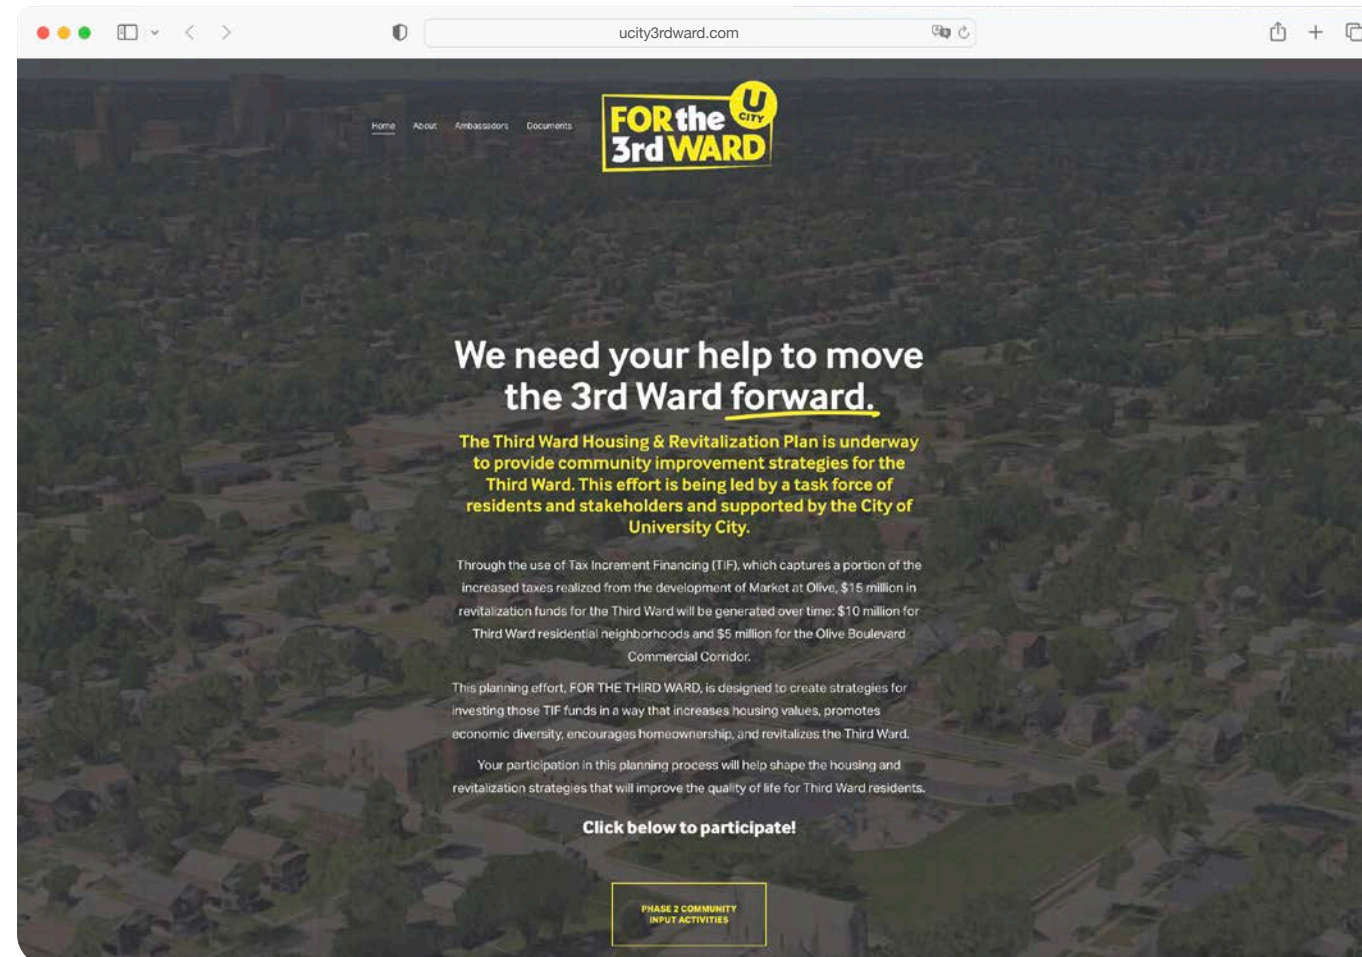 ucity3rdward.com
Home About Ambassadors Documents
FOR the
3rd WARD
U
CITY
We need your help to move
the 3rd Ward forward.
The Third Ward Housing & Revitalization Plan is underway
to provide community improvement strategies for the
Third Ward. This effort is being led by a task force of
residents and stakeholders and supported by the City of
University City.
Through the use of Tax Increment Financing (TIF), which captures a portion of the
increased taxes realized from the development of Market at Olive, $15 million in
revitalization funds for the Third Ward will be generated over time: $10 million for
Third Ward residential neighborhoods and $5 million for the Olive Boulevard
Commercial Corridor.
This planning effort, FOR THE THIRD WARD, is designed to create strategies for
investing those TIF funds in a way that increases housing values, promotes
economic diversity, encourages homeownership, and revitalizes the Third Ward.
Your participation in this planning process will help shape the housing and
revitalization strategies that will improve the quality of life for Third Ward residents.
Click below to participate!
PHASE 2 COMMUNITY
INPUT ACTIVITIES